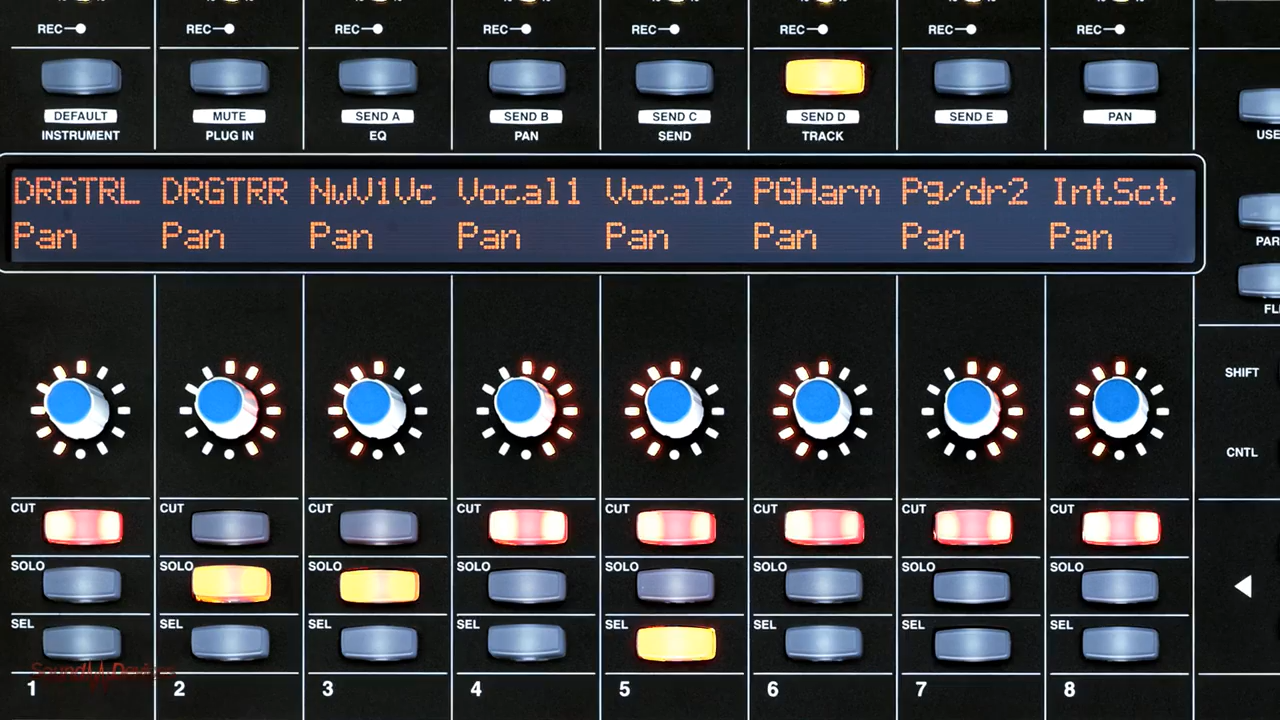 REC REC REC REC REC REC REC REC
DEFAULT MUTE SEND A SEND B SEND C SEND D SEND E PAN
INSTRUMENT PLUG IN EQ PAN SEND TRACK
DRGTRL DRGTRR NwV1Vc Vocal1 Vocal2 PGHarm Pg/dr2 IntSct
Pan Pan Pan Pan Pan Pan Pan Pan
SHIFT
CNTL
CUT CUT CUT CUT CUT CUT CUT CUT
SOLO SOLO SOLO SOLO SOLO SOLO SOLO SOLO
SEL SEL SEL SEL SEL SEL SEL SEL
1 2 3 4 5 6 7 8